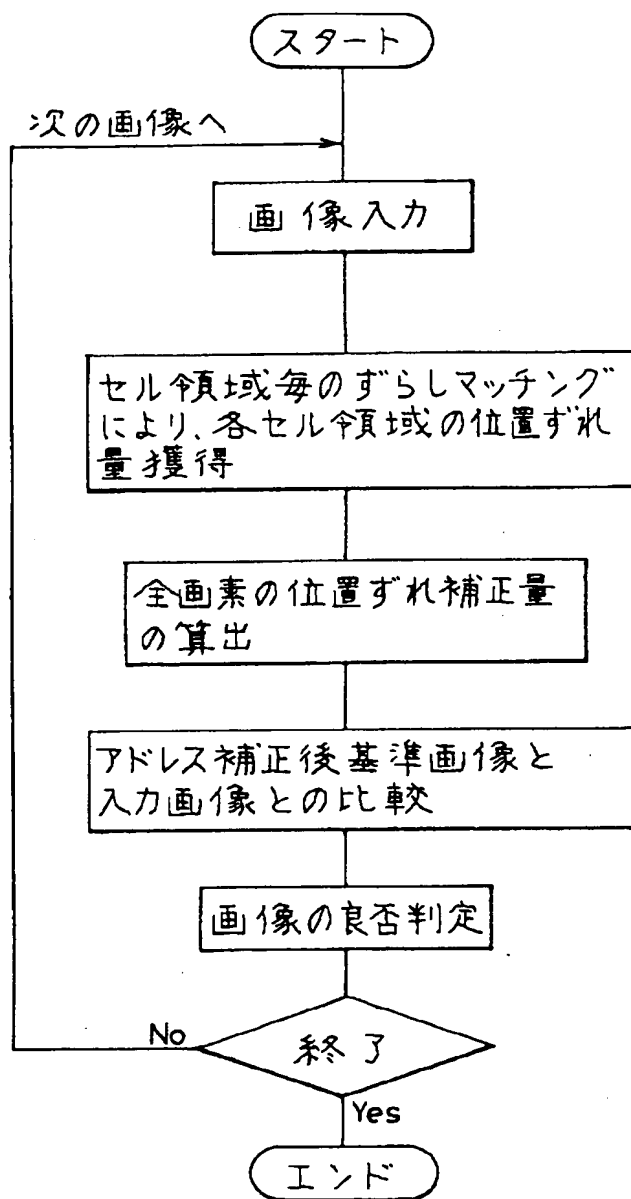 スタート
次の画像へ
画像入力
セル領域毎のずらしマッチング
により、各セル領域の位置ずれ
量獲得
全画素の位置ずれ補正量
の算出
アドレス補正後基準画像と
入力画像との比較
画像の良否判定
No
終了
Yes
エンド